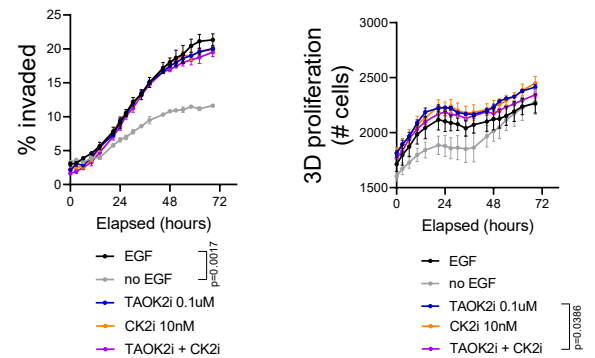 % invaded
25
20
15
10
5
0
0 24 48 72
Elapsed (hours)
EGF
no EGF
TAOK2i 0.1uM
CK2i 10nM
TAOK2i + CK2i
p=0.0017
3D proliferation
(# cells)
3000
2500
2000
1500
0 24 48 72
Elapsed (hours)
EGF
no EGF
TAOK2i 0.1uM
CK2i 10nM
TAOK2i + CK2i
p=0.0386